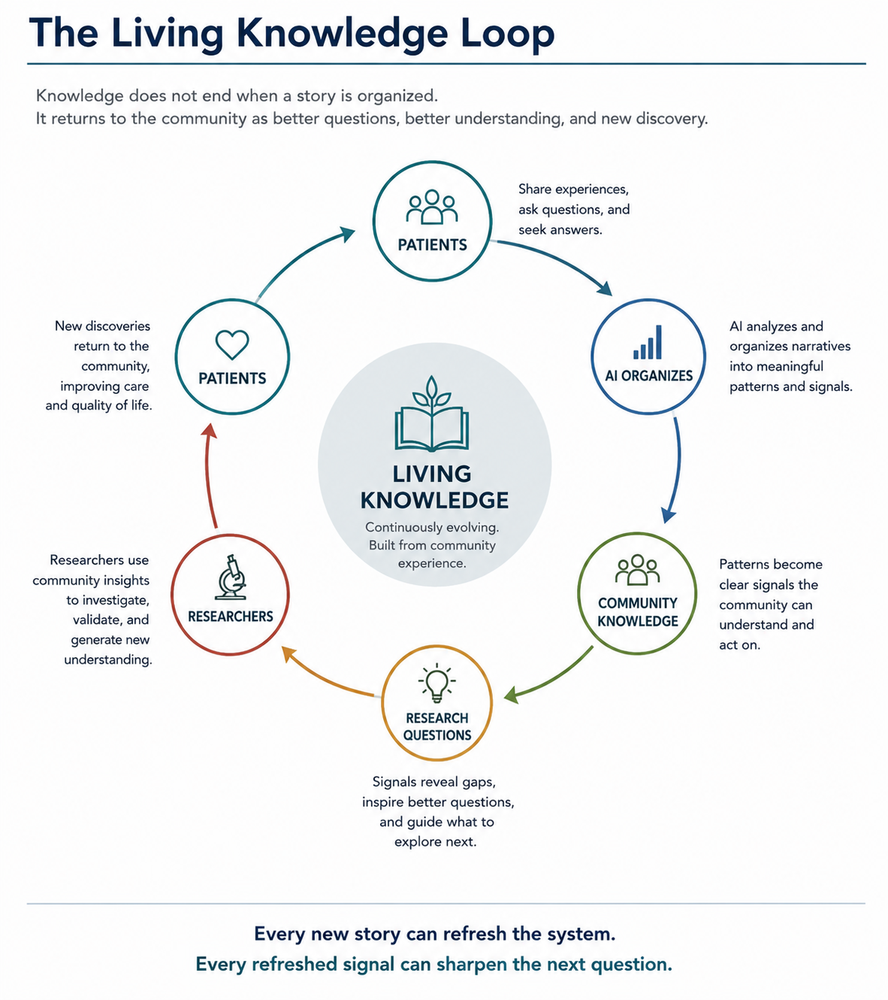 The Living Knowledge Loop
Knowledge does not end when a story is organized.
It returns to the community as better questions, better understanding, and new discovery.
PATIENTS
Share experiences,
ask questions, and
seek answers.
AI ORGANIZES
AI analyzes and
organizes narratives
into meaningful
patterns and signals.
COMMUNITY
KNOWLEDGE
Patterns become
clear signals the
community can
understand and
act on.
RESEARCH
QUESTIONS
Signals reveal gaps,
inspire better questions,
and guide what to
explore next.
RESEARCHERS
Researchers use
community insights
to investigate,
validate, and
generate new
understanding.
PATIENTS
New discoveries
return to the
community,
improving care
and quality of life.
LIVING
KNOWLEDGE
Continuously evolving.
Built from community
experience.
Every new story can refresh the system.
Every refreshed signal can sharpen the next question.